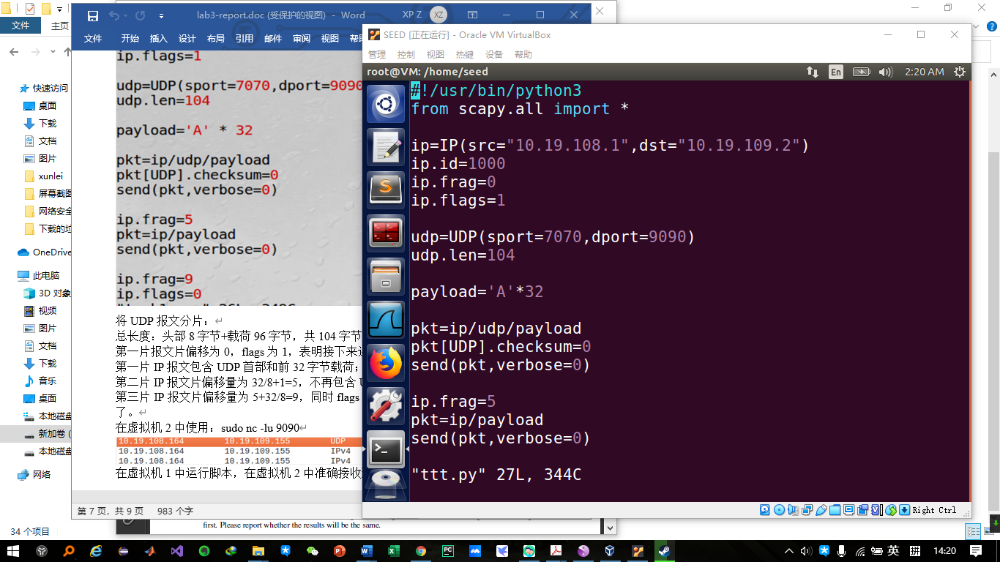 lab3-report.doc (受保护的视图) - Word
XP Z
XZ
文件
主页
文件
开始
插入
设计
布局
引用
邮件
审阅
视图
帮助
快速访问
桌面
下载
文档
图片
xunlei
屏幕截图
网络安全
下载的垃
OneDrive
此电脑
3D 对象
视频
图片
文档
下载
音乐
桌面
本地磁盘
新加卷 (
本地磁盘
网络
34 个项目
ip.flags=1
udp=UDP(sport=7070,dport=9090
udp.len=104
payload='A' * 32
pkt=ip/udp/payload
pkt[UDP].checksum=0
send(pkt,verbose=0)
ip.frag=5
pkt=ip/payload
send(pkt,verbose=0)
ip.frag=9
ip.flags=0
将 UDP 报文分片：
总长度：头部 8 字节+载荷 96 字节，共 104 字节
第一片报文片偏移为 0，flags 为 1，表明接下来
第一片 IP 报文包含 UDP 首部和前 32 字节载荷；
第二片 IP 报文片偏移量为 32/8+1=5，不再包含 U
第三片 IP 报文片偏移量为 5+32/8=9，同时 flags
了。
在虚拟机 2 中使用：sudo nc -lu 9090
10.19.108.164 10.19.109.155 UDP
10.19.108.164 10.19.109.155 IPv4
10.19.108.164 10.19.109.155 IPv4
在虚拟机 1 中运行脚本，在虚拟机 2 中准确接收
第 7 页，共 9 页 983 个字
first. Please report whether the results will be the same.
SEED [正在运行] - Oracle VM VirtualBox
管理 控制 视图 热键 设备 帮助
root@VM: /home/seed
En
2:20 AM
#!/usr/bin/python3
from scapy.all import *
ip=IP(src="10.19.108.1",dst="10.19.109.2")
ip.id=1000
ip.frag=0
ip.flags=1
udp=UDP(sport=7070,dport=9090)
udp.len=104
payload='A'*32
pkt=ip/udp/payload
pkt[UDP].checksum=0
send(pkt,verbose=0)
ip.frag=5
pkt=ip/payload
send(pkt,verbose=0)
"ttt.py" 27L, 344C
Right Ctrl
英
拼
14:20